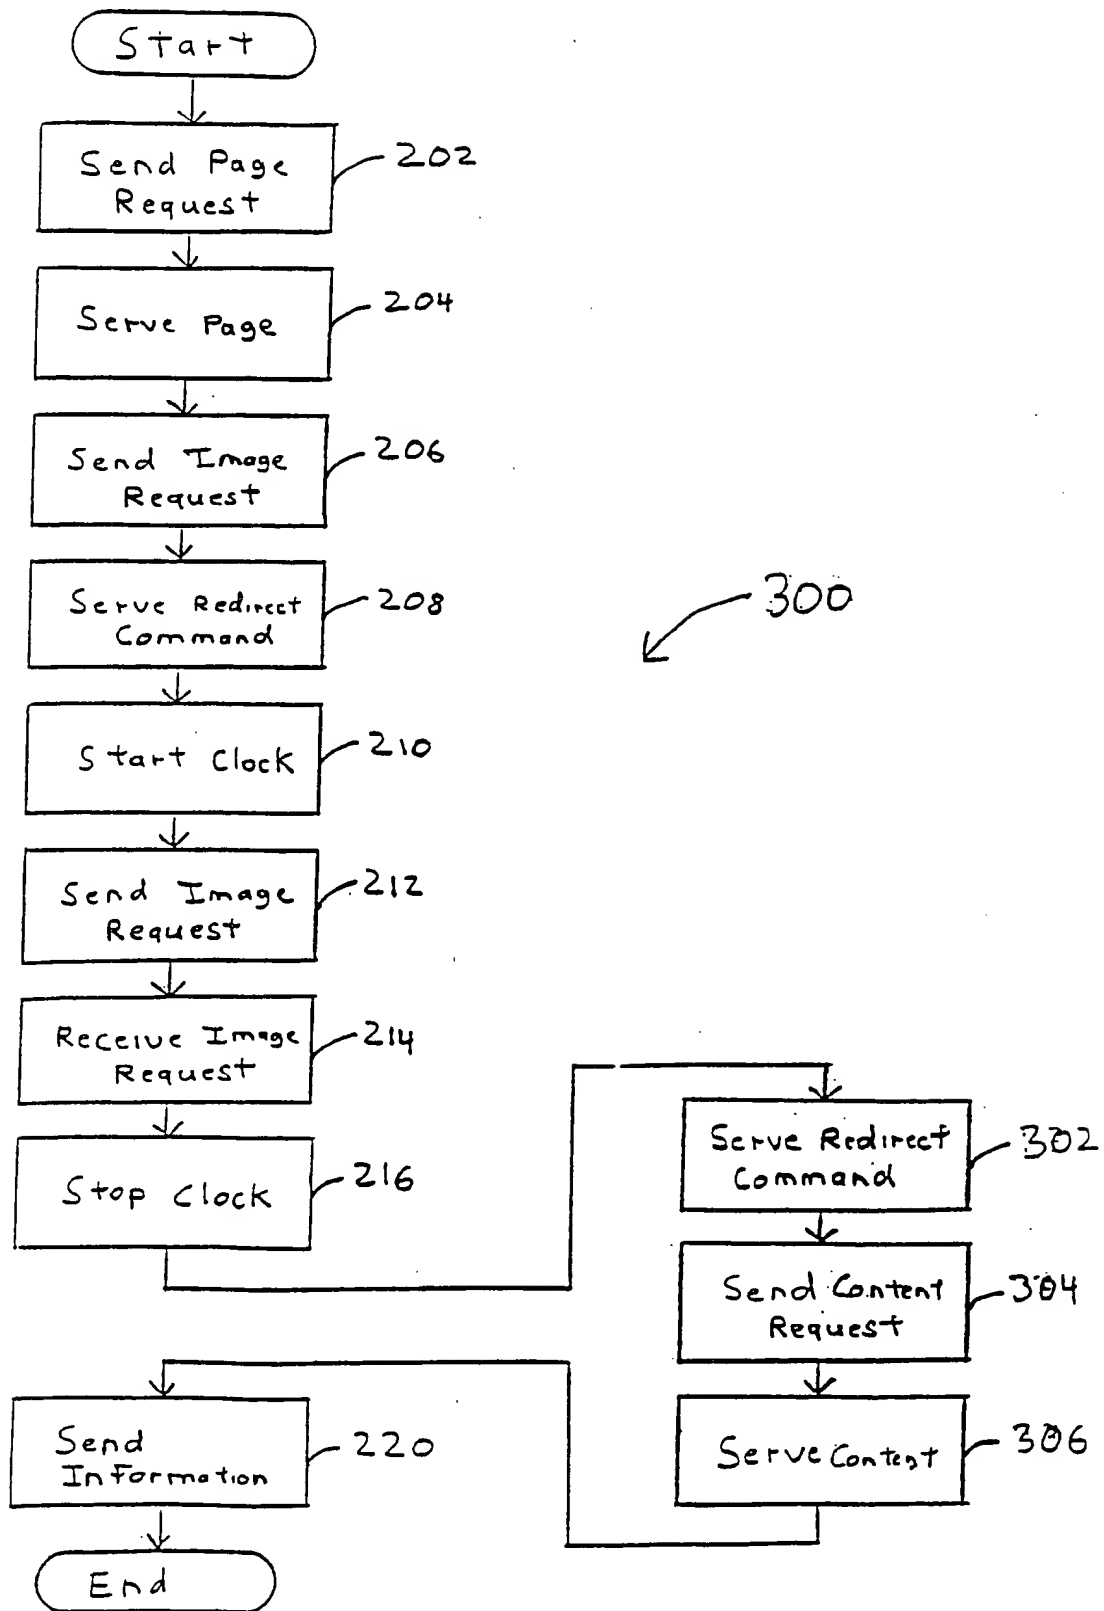 Start
Send Page
Request
202
Serve Page
204
Send Image
Request
206
Serve Redirect
Command
208
300
Start Clock
210
Send Image
Request
212
Receive Image
Request
214
Stop Clock
216
Serve Redirect
Command
302
Send Content
Request
304
Serve Content
306
Send
Information
220
End